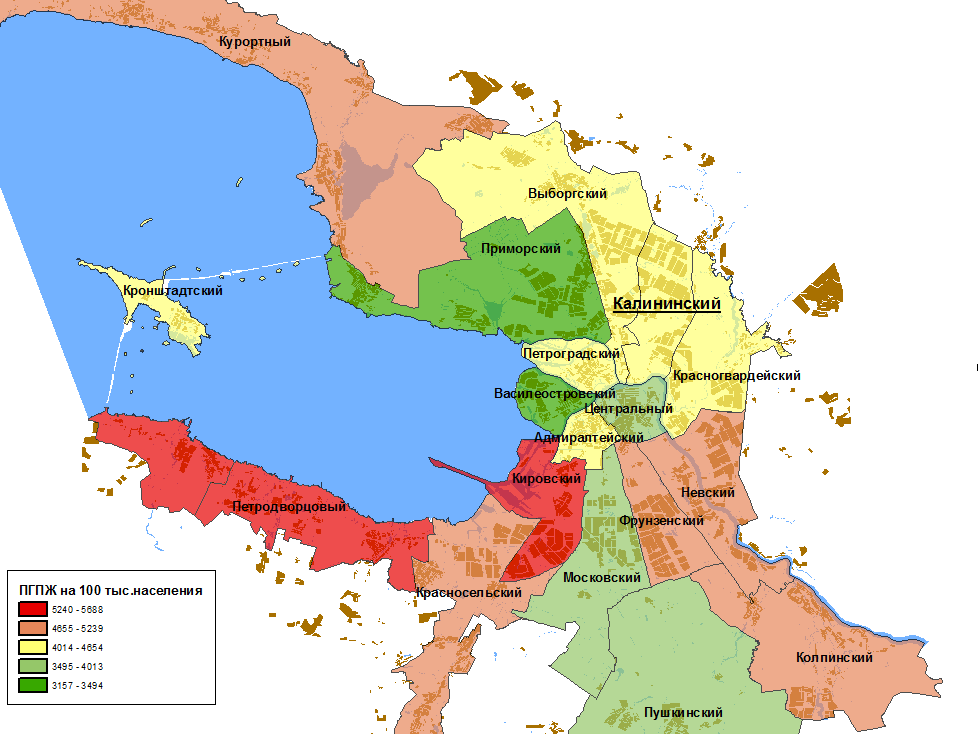 Курортный
Выборгский
Приморский
Кронштадтский
Калининский
Петроградский
Красногвардейский
Василеостровский
Центральный
Адмиралтейский
Кировский
Невский
Петродворцовый
Фрунзенский
Московский
Красносельский
Колпинский
Пушкинский
ПГПЖ на 100 тыс.населения
5240 - 5688
4655 - 5239
4014 - 4654
3495 - 4013
3157 - 3494